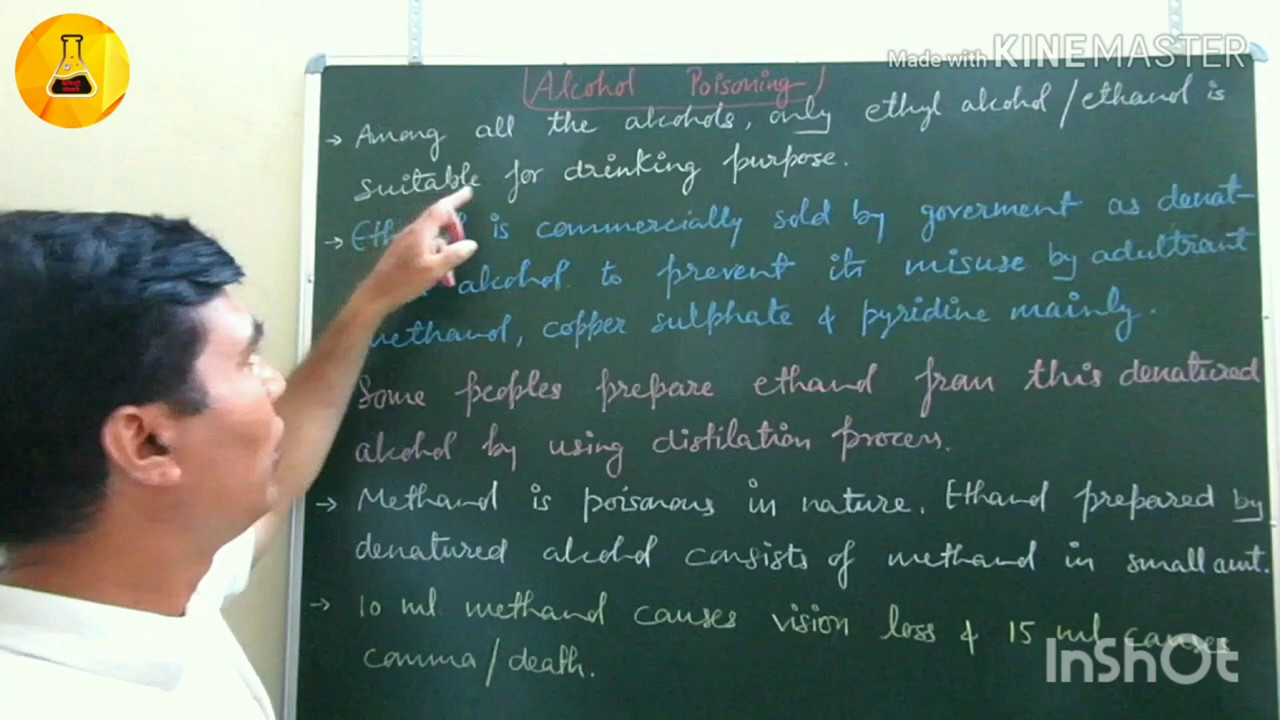 Made with KINEMASTER
Alcohol Poisoning
→ Among all the alcohols, only ethyl alcohol/ethanol is
suitable for drinking purpose.
→ is commercially sold by goverment as denat-
alcohol to prevent its misuse by adultrant
methanol, copper sulphate & pyridine mainly.
Some peoples prepare ethanol from this denatured
alcohol by using distilation process.
→ Methanol is poisonous in nature. Ethanol prepared by
denatured alcohol consists of methanol in small amt.
→ 10 ml methanol causes vision loss & 15 ml causes
comma/death.
InShOt